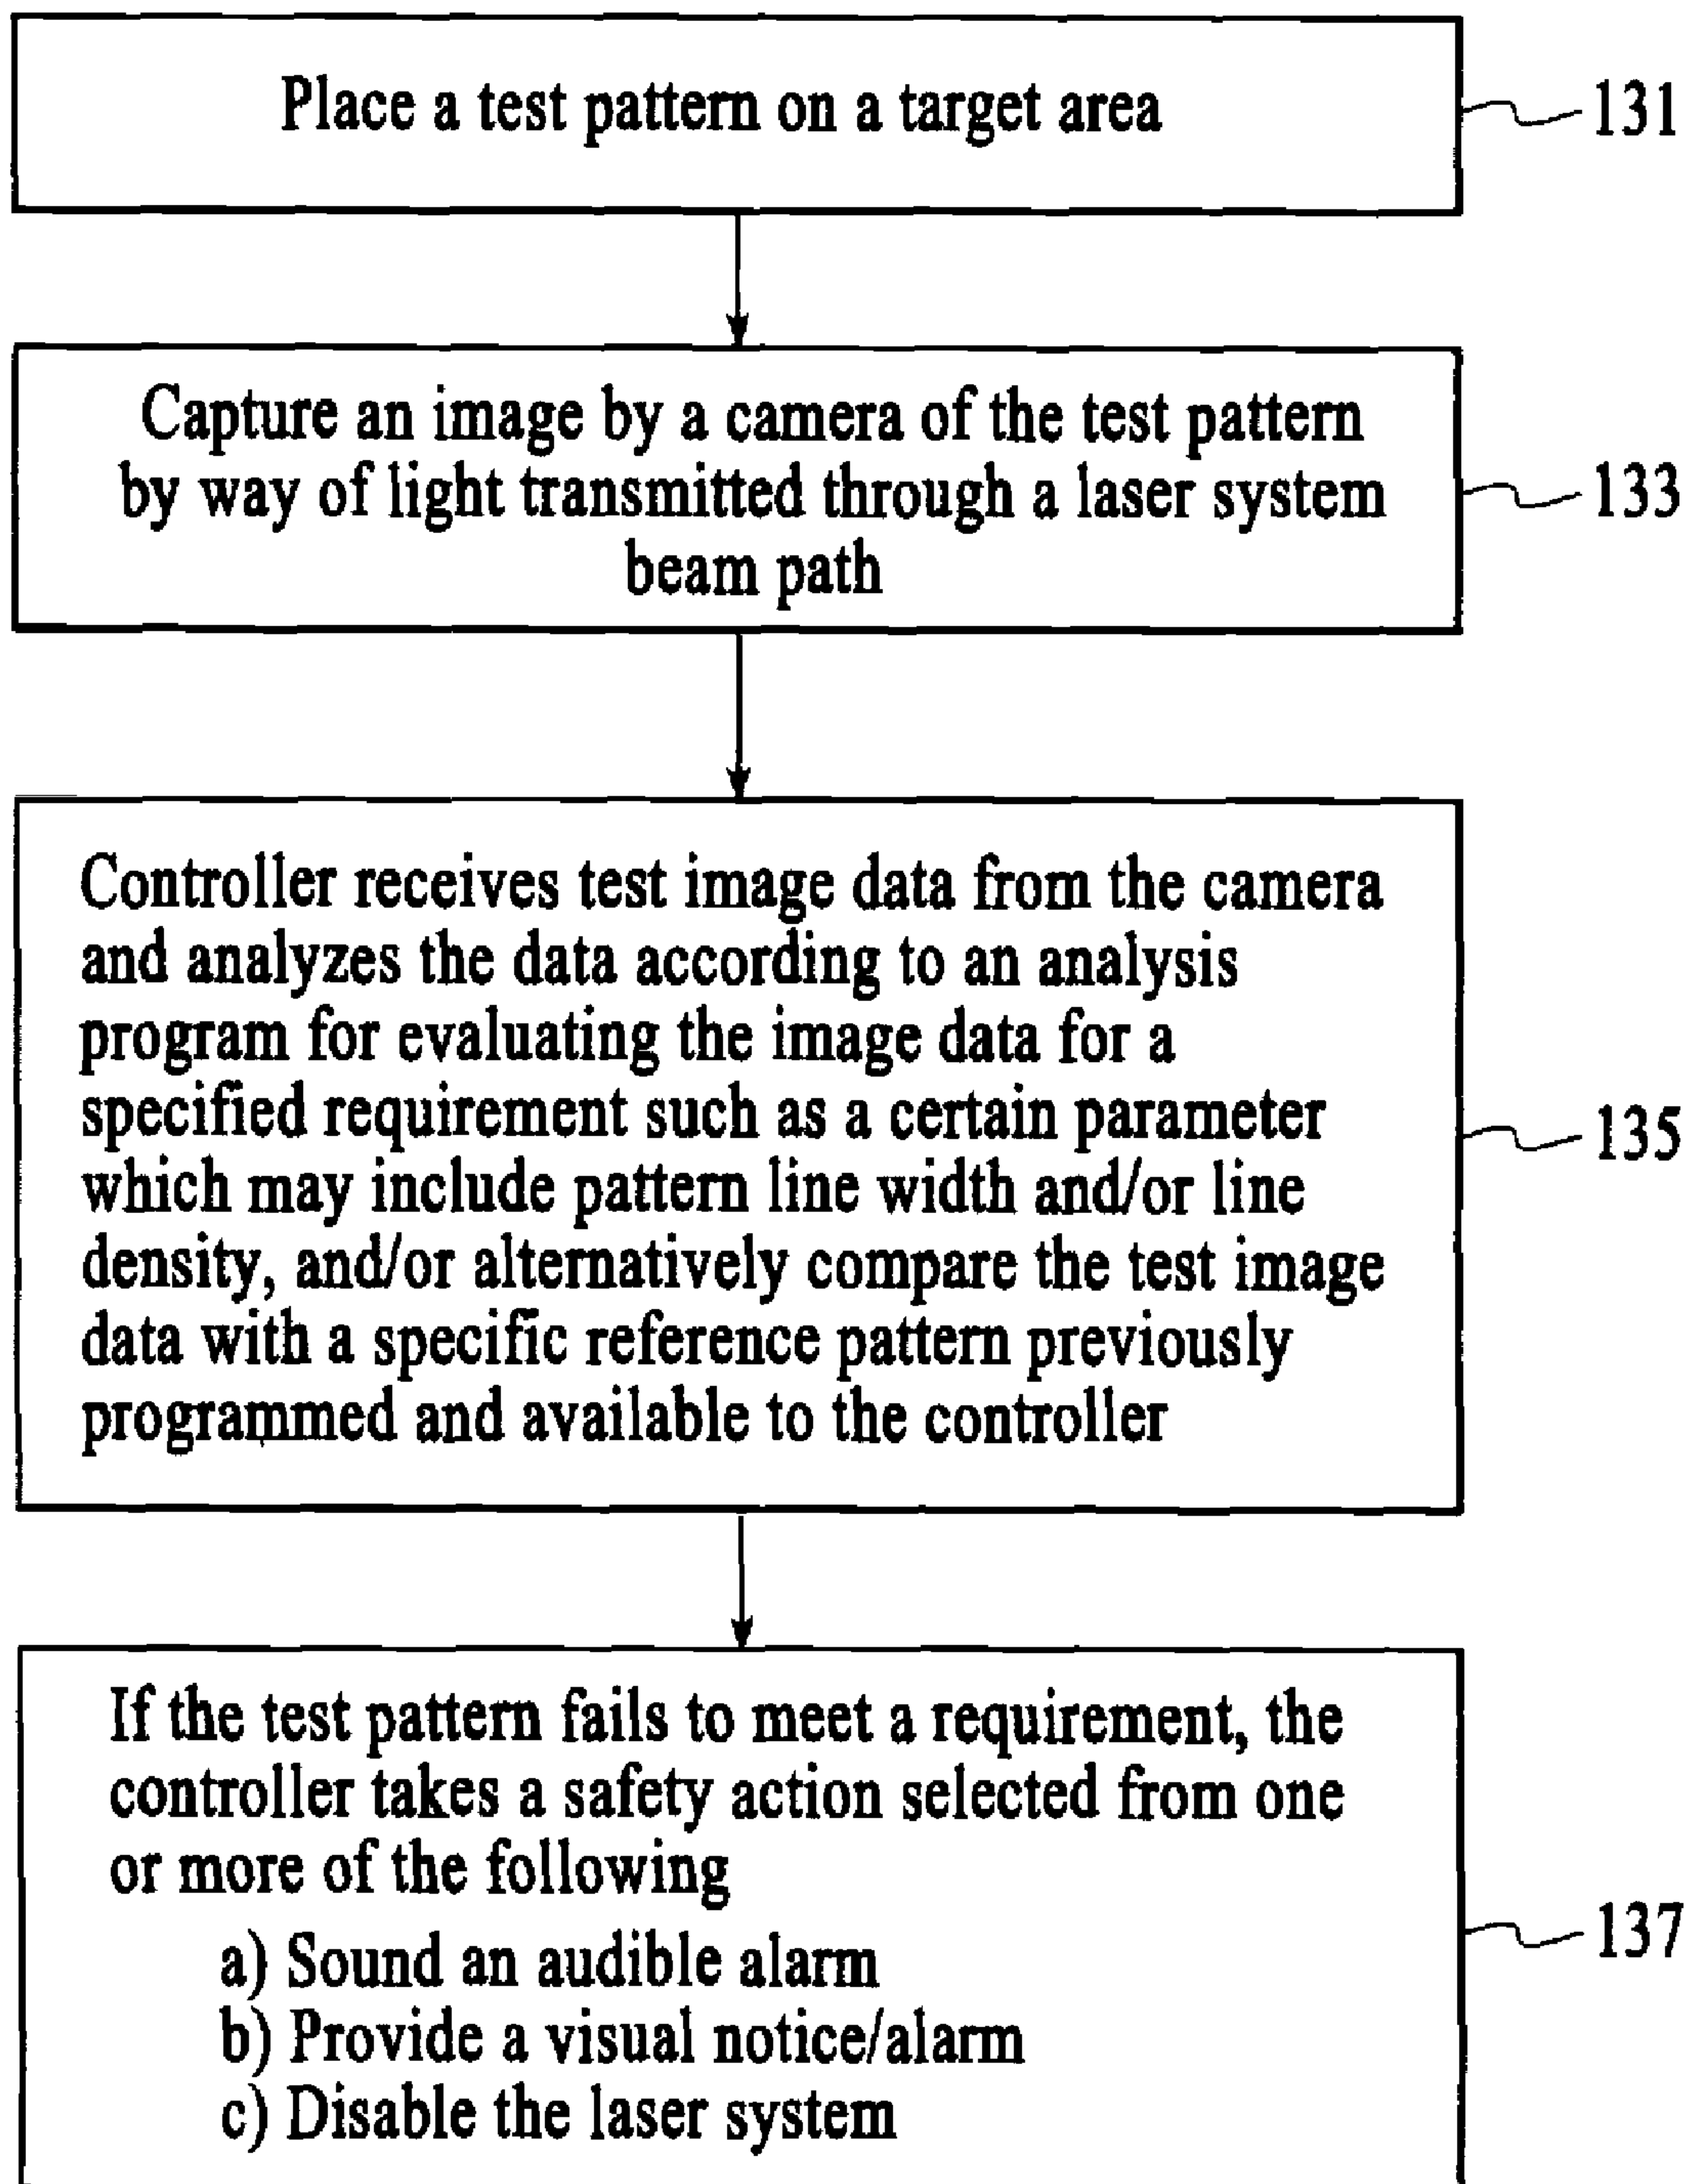 Place a test pattern on a target area
131
Capture an image by a camera of the test pattern
by way of light transmitted through a laser system
beam path
133
Controller receives test image data from the camera
and analyzes the data according to an analysis
program for evaluating the image data for a
specified requirement such as a certain parameter
which may include pattern line width and/or line
density, and/or alternatively compare the test image
data with a specific reference pattern previously
programmed and available to the controller
135
If the test pattern fails to meet a requirement, the
controller takes a safety action selected from one
or more of the following
a) Sound an audible alarm
b) Provide a visual notice/alarm
c) Disable the laser system
137